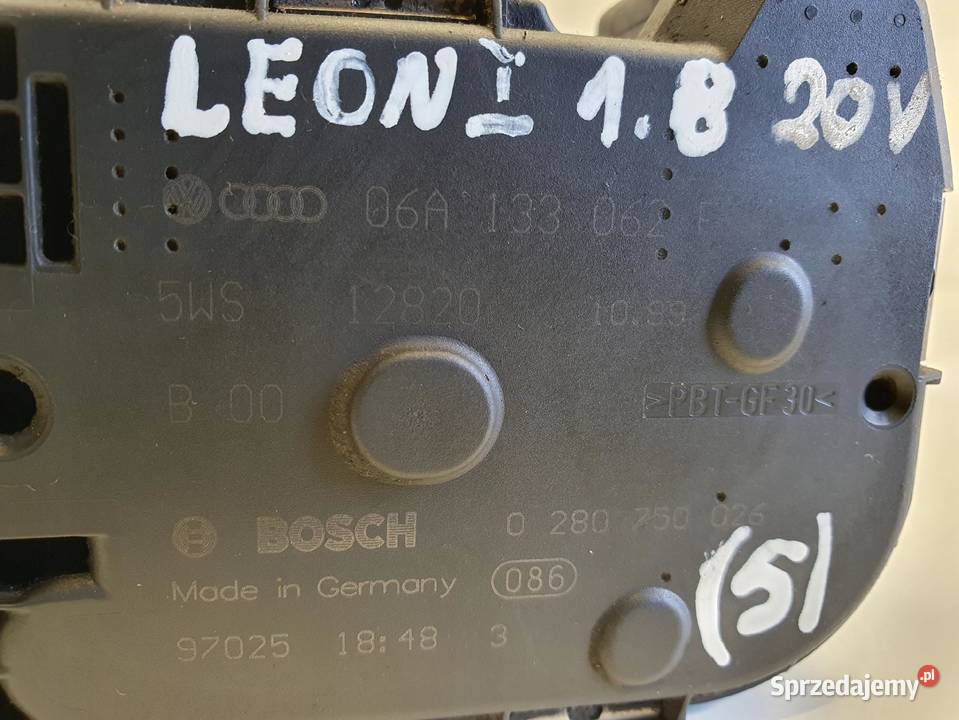 LEON I 1.8 20V
06A 133 062
5WS 12820 10.99
B 00
>PBT-GF30<
BOSCH 0 280 750 026
Made in Germany 086
(5)
97025 18:48 3
Sprzedajemy.pl